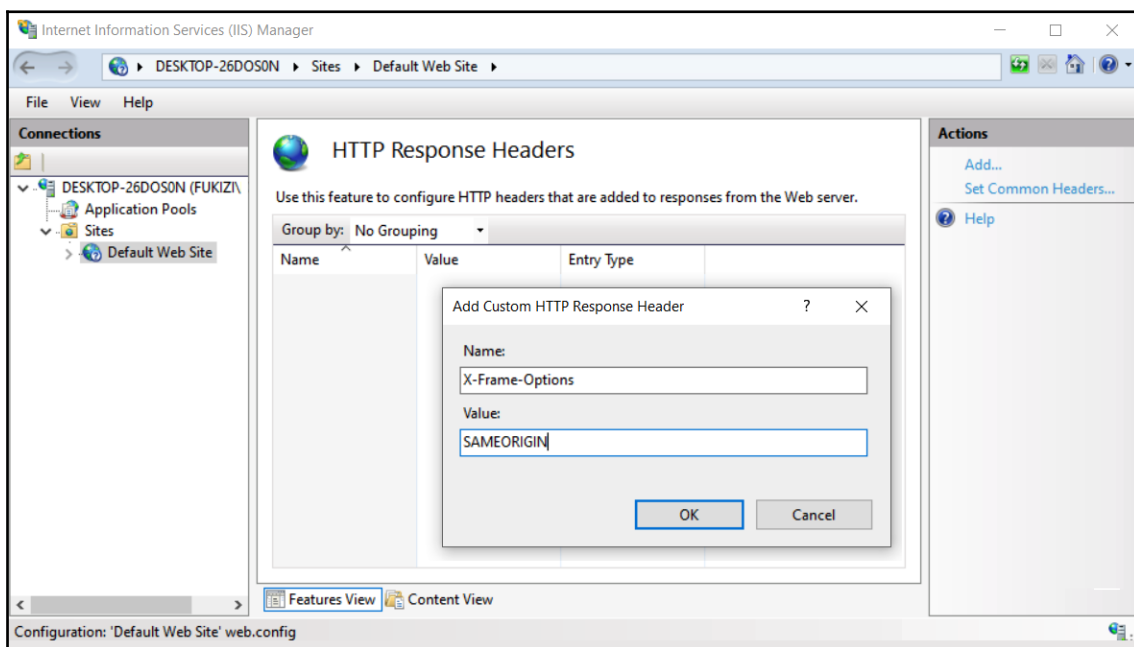 Internet Information Services (IIS) Manager
DESKTOP-26DOS0N Sites Default Web Site
File View Help
Connections
DESKTOP-26DOS0N (FUKIZI\
Application Pools
Sites
Default Web Site
HTTP Response Headers
Use this feature to configure HTTP headers that are added to responses from the Web server.
Group by: No Grouping
Name Value Entry Type
Add Custom HTTP Response Header ?
Name:
X-Frame-Options
Value:
SAMEORIGIN
OK Cancel
Features View Content View
Actions
Add...
Set Common Headers...
Help
Configuration: 'Default Web Site' web.config